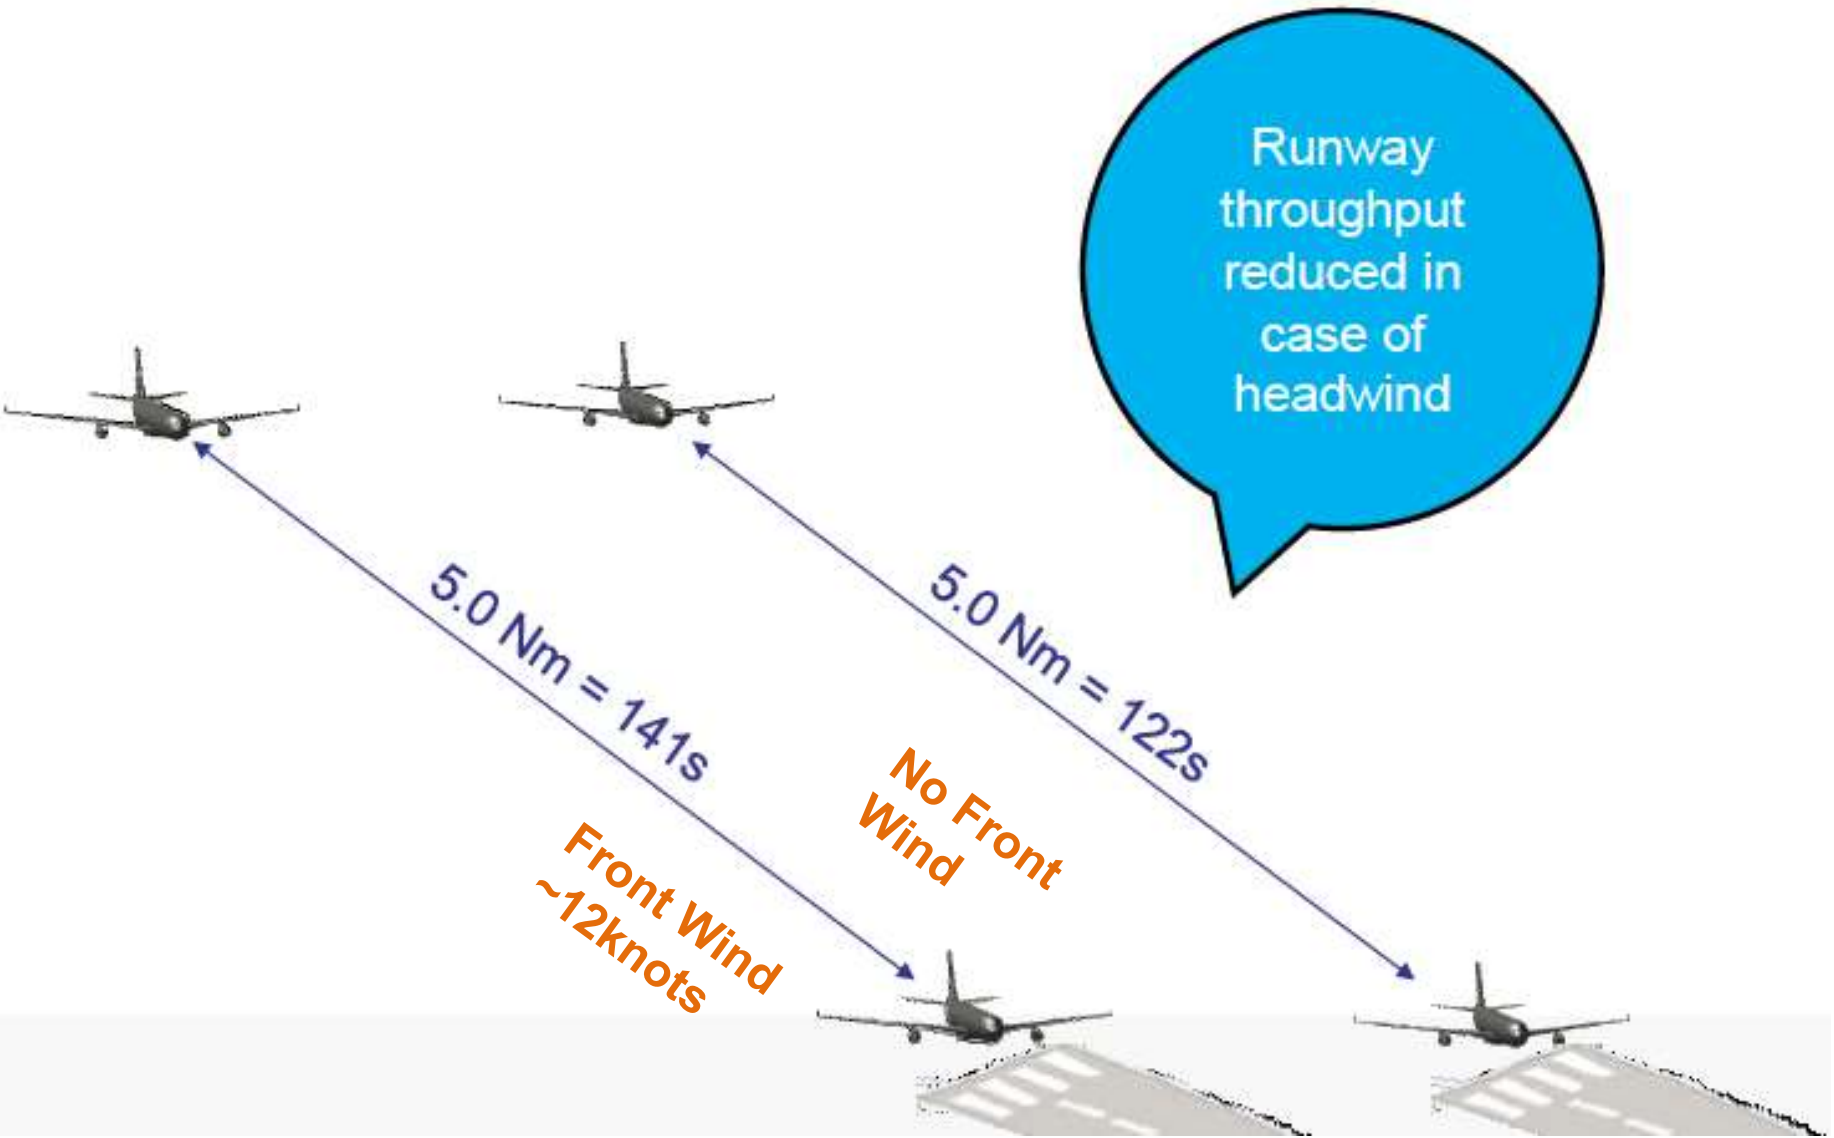 Runway
throughput
reduced in
case of
headwind
5.0 Nm = 141s
5.0 Nm = 122s
No Front
Wind
Front Wind
~12knots